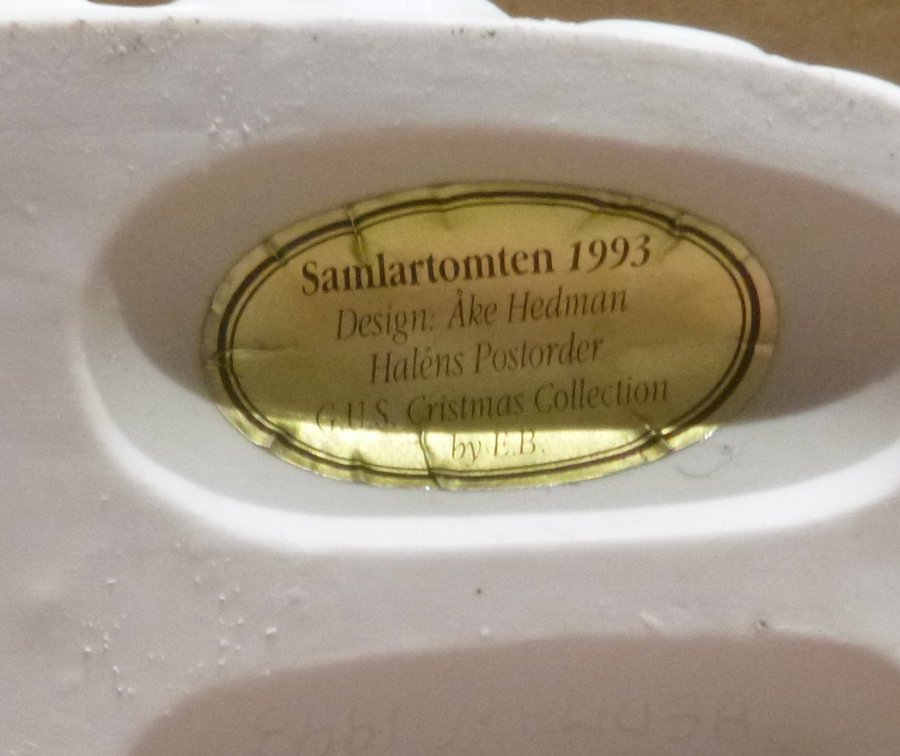 Samlartomten 1993
Design: Åke Hedman
Haléns Postorder
G.U.S. Cristmas Collection
by E.B.